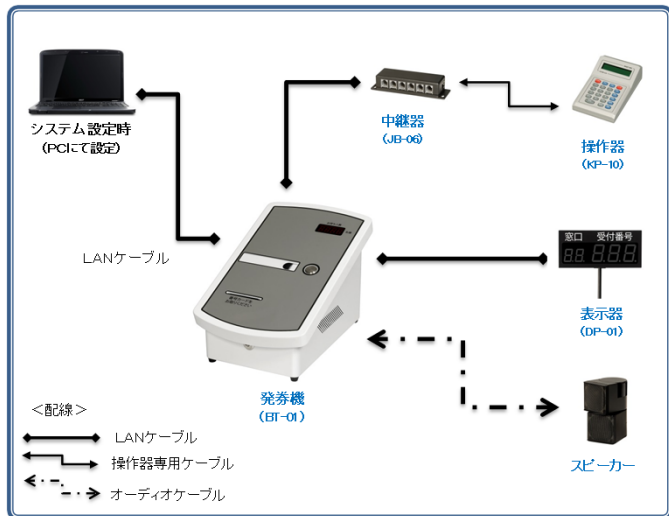 システム設定時
(PCにて設定)
中継器
(JB-06)
操作器
(KP-10)
LANケーブル
窓口 受付番号
表示器
(DP-01)
発券機
(BT-01)
スピーカー
<配線>
LANケーブル
操作器専用ケーブル
オーディオケーブル